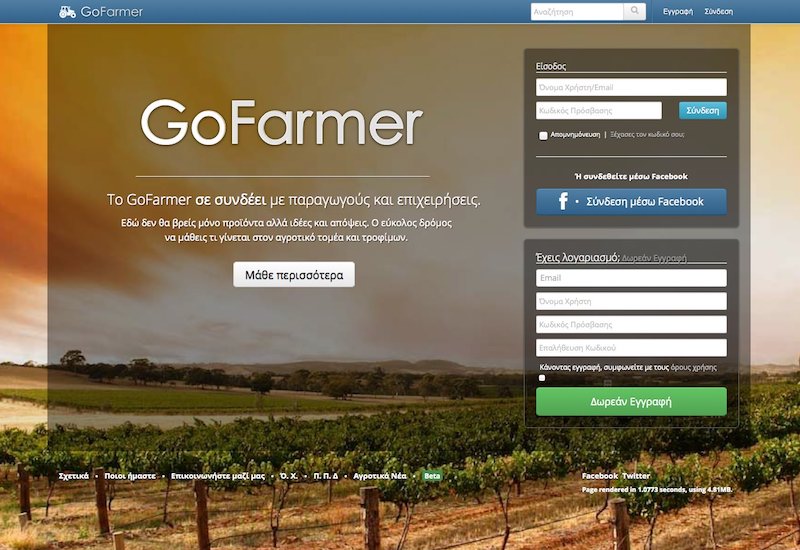 GoFarmer
Αναζήτηση
Εγγραφή
Σύνδεση
GoFarmer
Το GoFarmer σε συνδέει με παραγωγούς και επιχειρήσεις.
Εδώ δεν θα βρείς μόνο προϊόντα αλλά ιδέες και απόψεις. Ο εύκολος δρόμος
να μάθεις τι γίνεται στον αγροτικό τομέα και τροφίμων.
Μάθε περισσότερα
Είσοδος
Όνομα Χρήστη/Email
Κωδικός Πρόσβασης
Σύνδεση
Απομνημόνευση | Ξέχασες τον κωδικό σου;
Ή συνδεθείτε μέσω Facebook
f • Σύνδεση μέσω Facebook
Έχεις λογαριασμό; Δωρεάν Εγγραφή
Email
Όνομα Χρήστη
Κωδικός Πρόσβασης
Επαλήθευση Κωδικού
Κάνοντας εγγραφή, συμφωνείτε με τους όρους χρήσης
Δωρεάν Εγγραφή
Σχετικά • Ποιοι ήμαστε • Επικοινωνήστε μαζί μας • Ό. Χ. • Π. Π. Δ • Αγροτικά Νέα • Beta
Facebook Twitter
Page rendered in 1.0773 seconds, using 4.81MB.